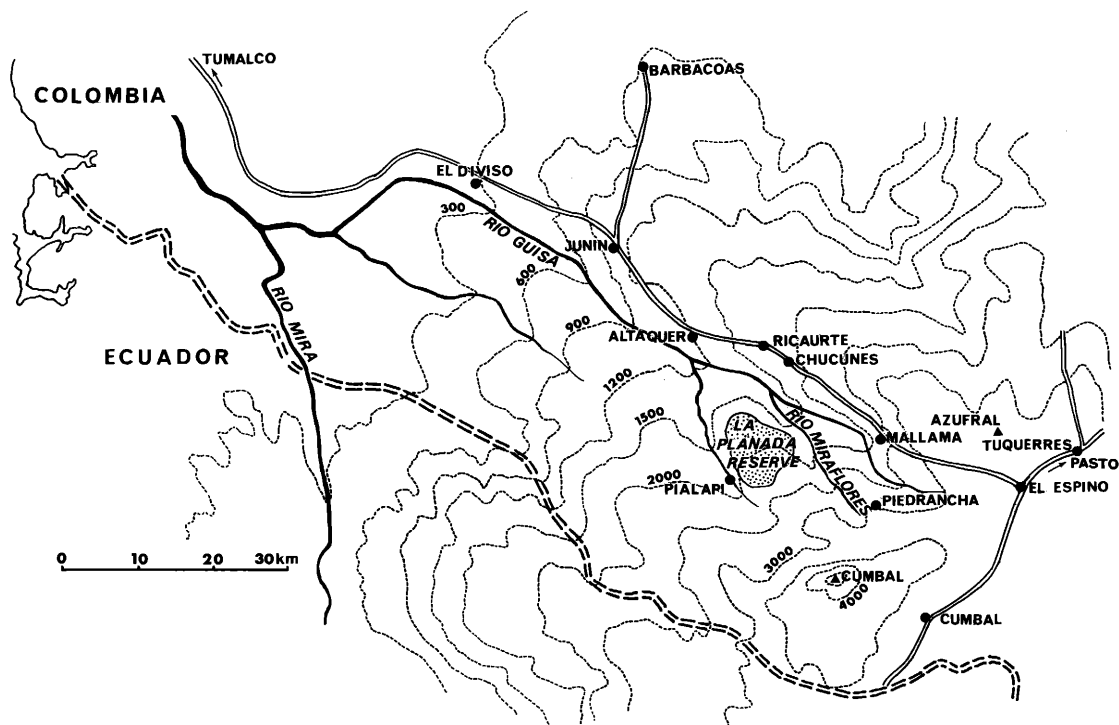 TUMALCO
BARBACOAS
COLOMBIA
EL DIVISO
300
RIO GUISA
JUNIN
600
RIO MIRA
900
ALTAQUER
RICAURTE
CHUCUNES
ECUADOR
1200
1500
LA
PLANADA
RESERVE
RIO MIRAFLORES
AZUFRAL
MALLAMA
TUQUERRES
PASTO
2000
PIALAPI
EL ESPINO
PIEDRANCHA
0 10 20 30km
3000
CUMBAL
4000
CUMBAL